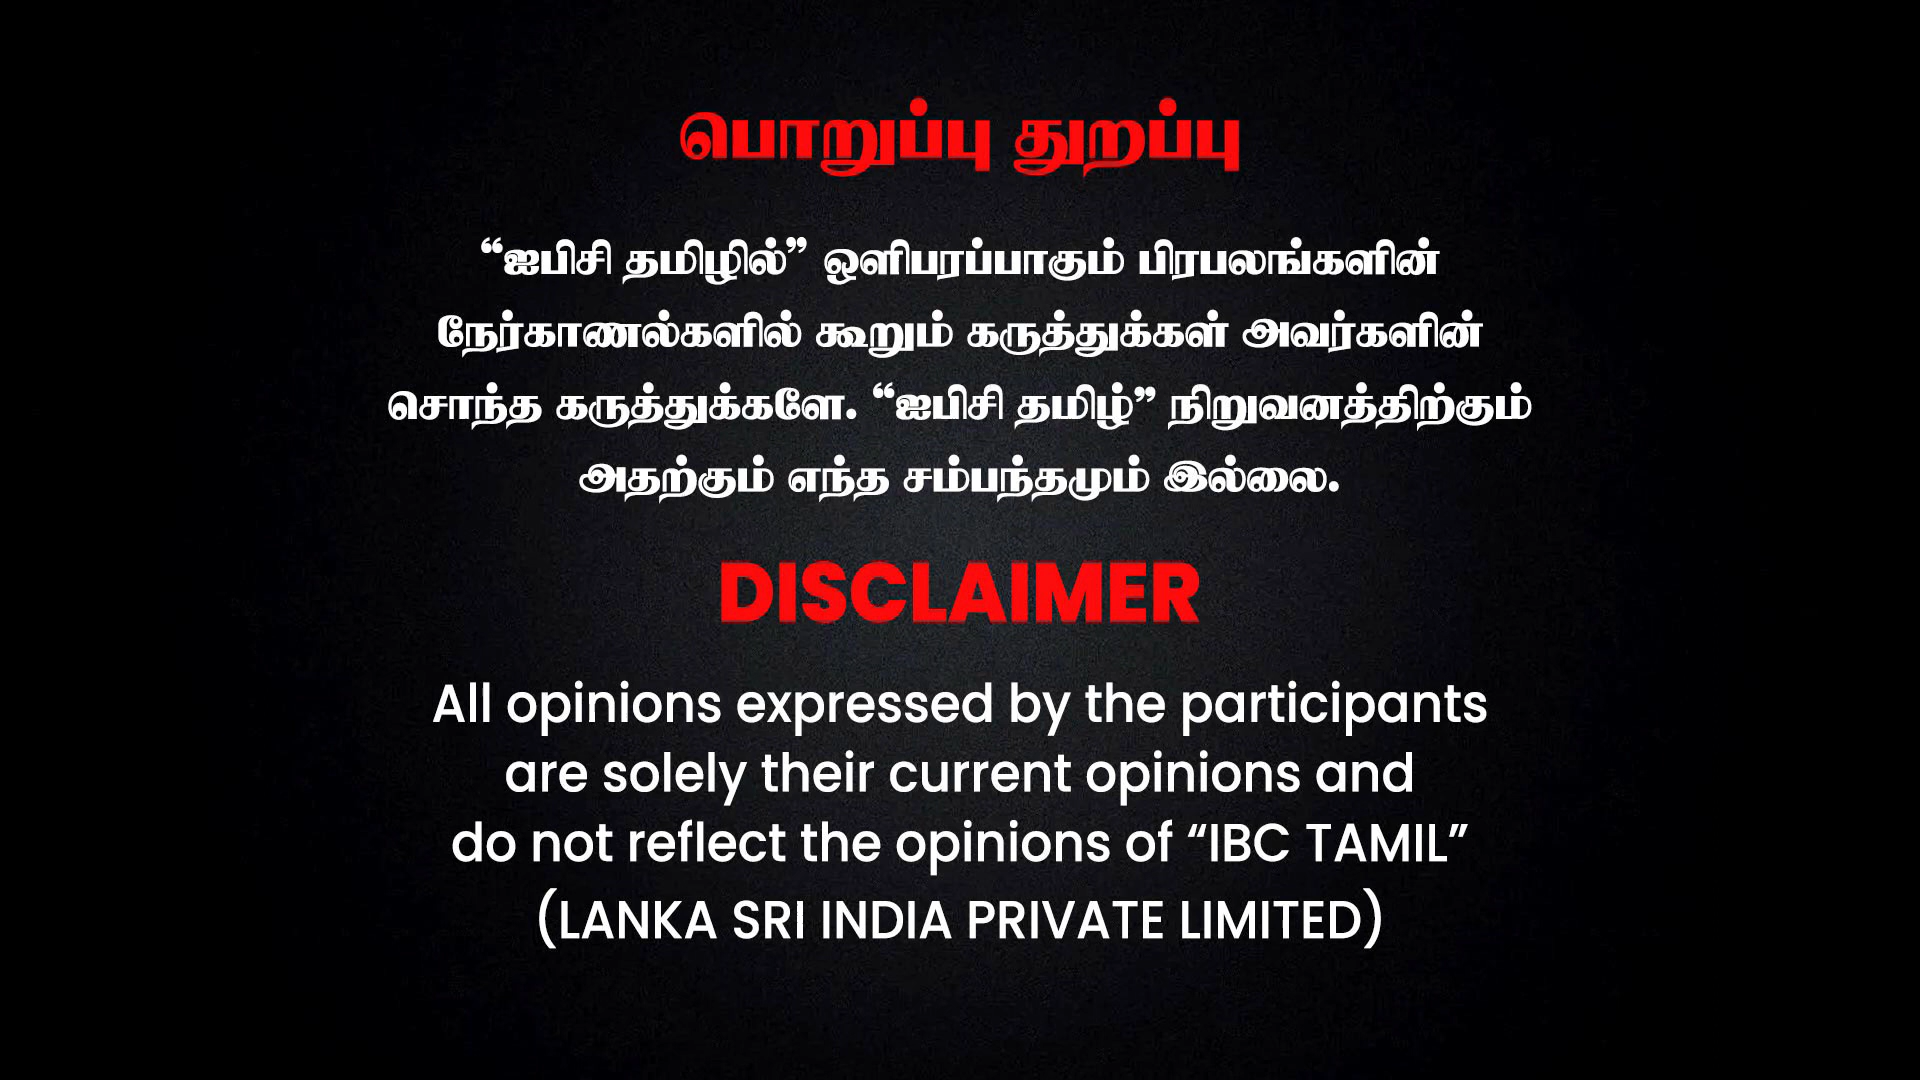 பொறுப்பு துறப்பு
“ஐபிசி தமிழில்” ஒளிபரப்பாகும் பிரபலங்களின்
நேர்காணல்களில் கூறும் கருத்துக்கள் அவர்களின்
சொந்த கருத்துக்களே. “ஐபிசி தமிழ்” நிறுவனத்திற்கும்
அதற்கும் எந்த சம்பந்தமும் இல்லை.
DISCLAIMER
All opinions expressed by the participants
are solely their current opinions and
do not reflect the opinions of “IBC TAMIL”
(LANKA SRI INDIA PRIVATE LIMITED)